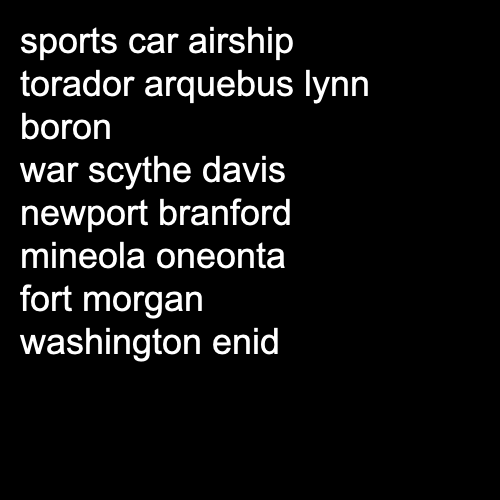 sports car airship
torador arquebus lynn
boron
war scythe davis
newport branford
mineola oneonta
fort morgan
washington enid